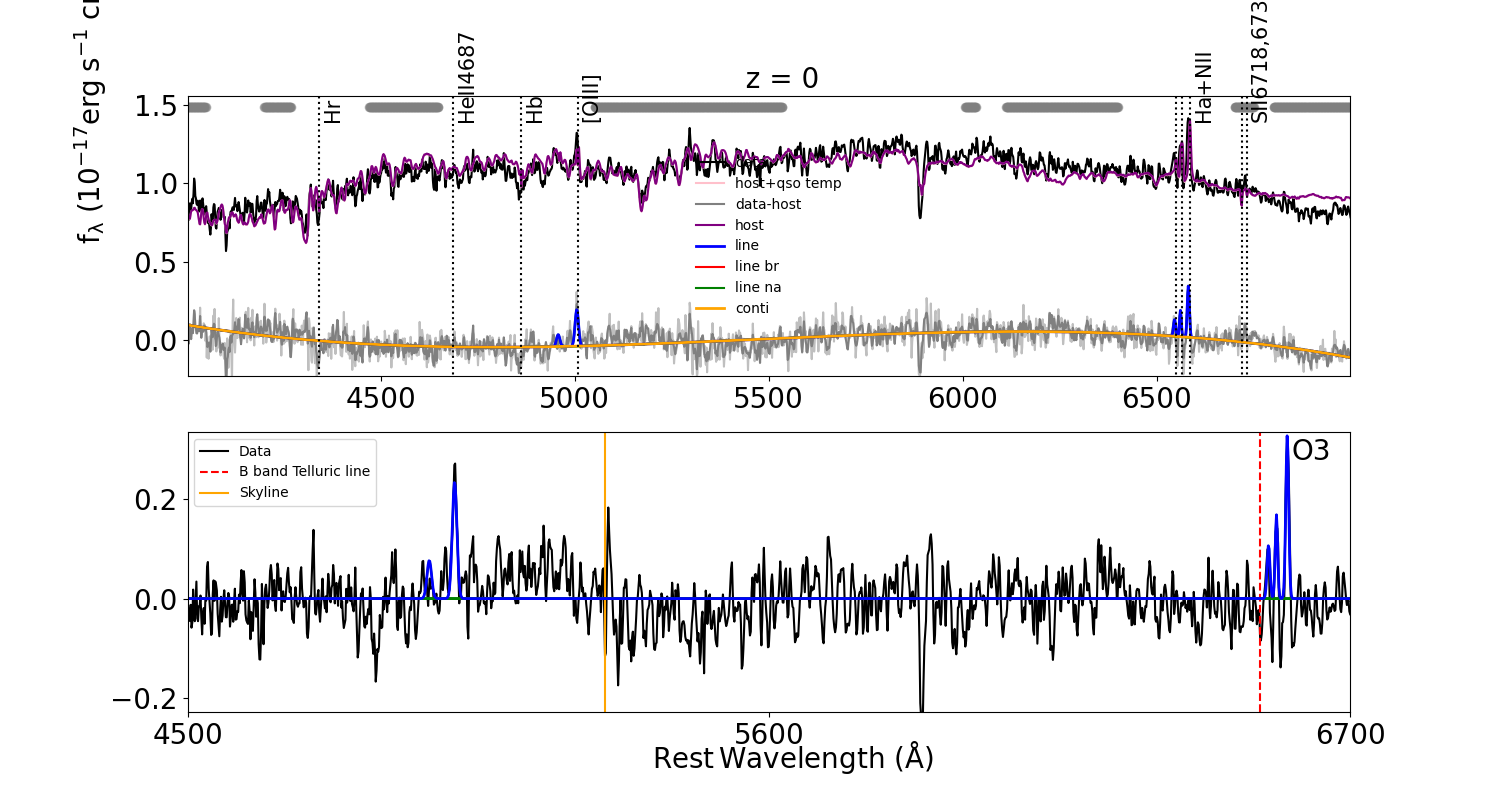 z = 0
f_λ (10⁻¹⁷erg s⁻¹
Hr
HeII4687
Hb
[OIII]
Ha+NII
SII6718,673
1.5
1.0
0.5
0.0
host+qso temp
data-host
host
line
line br
line na
conti
4500
5000
5500
6000
6500
Data
B band Telluric line
Skyline
O3
0.2
0.0
−0.2
4500
5600
6700
Rest Wavelength (Å)